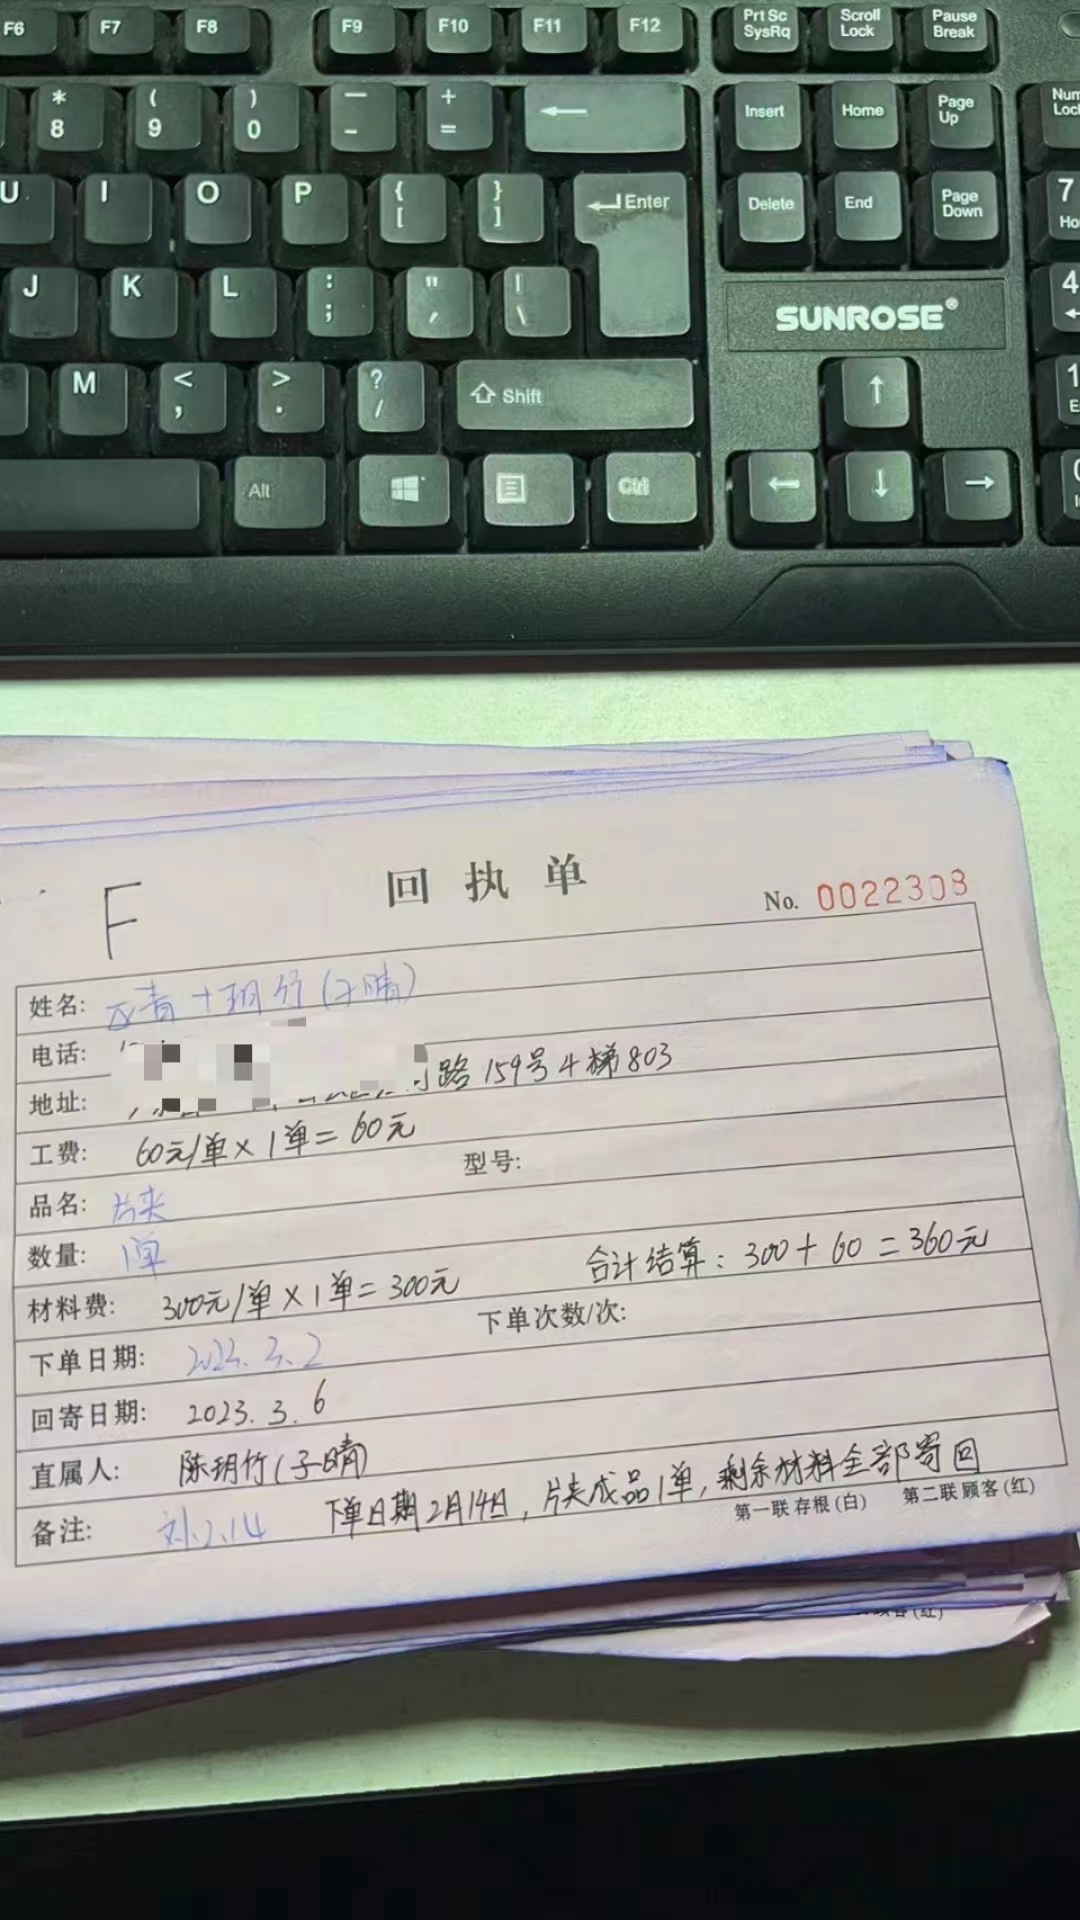 F6 F7 F8 F9 F10 F11 F12 Prt Sc SysRq Scroll Lock Pause Break
* 8 ( 9 ) 0 — - + = Insert Home Page Up Num Lock
U I O P { [ } ] Enter Delete End Page Down 7
J K L : ; " , | \ SUNROSE® 4
M < , > . ? / Shift 1
Alt Ctrl
回执单
F
No. 0022308
姓名: 青+玥竹(子晴)
电话:
地址: 路159号4梯803
工费: 60元/单×1单=60元
型号:
品名: 片夹
数量: 1单
合计结算: 300+60=360元
材料费: 300元/单×1单=300元
下单次数/次:
下单日期: 2023.3.2
回寄日期: 2023.3.6
直属人: 陈玥竹(子晴)
备注: 刘2.14 下单日期2月14日,片夹成品1单,剩余材料全部寄回
第一联 存根(白) 第二联 顾客(红)